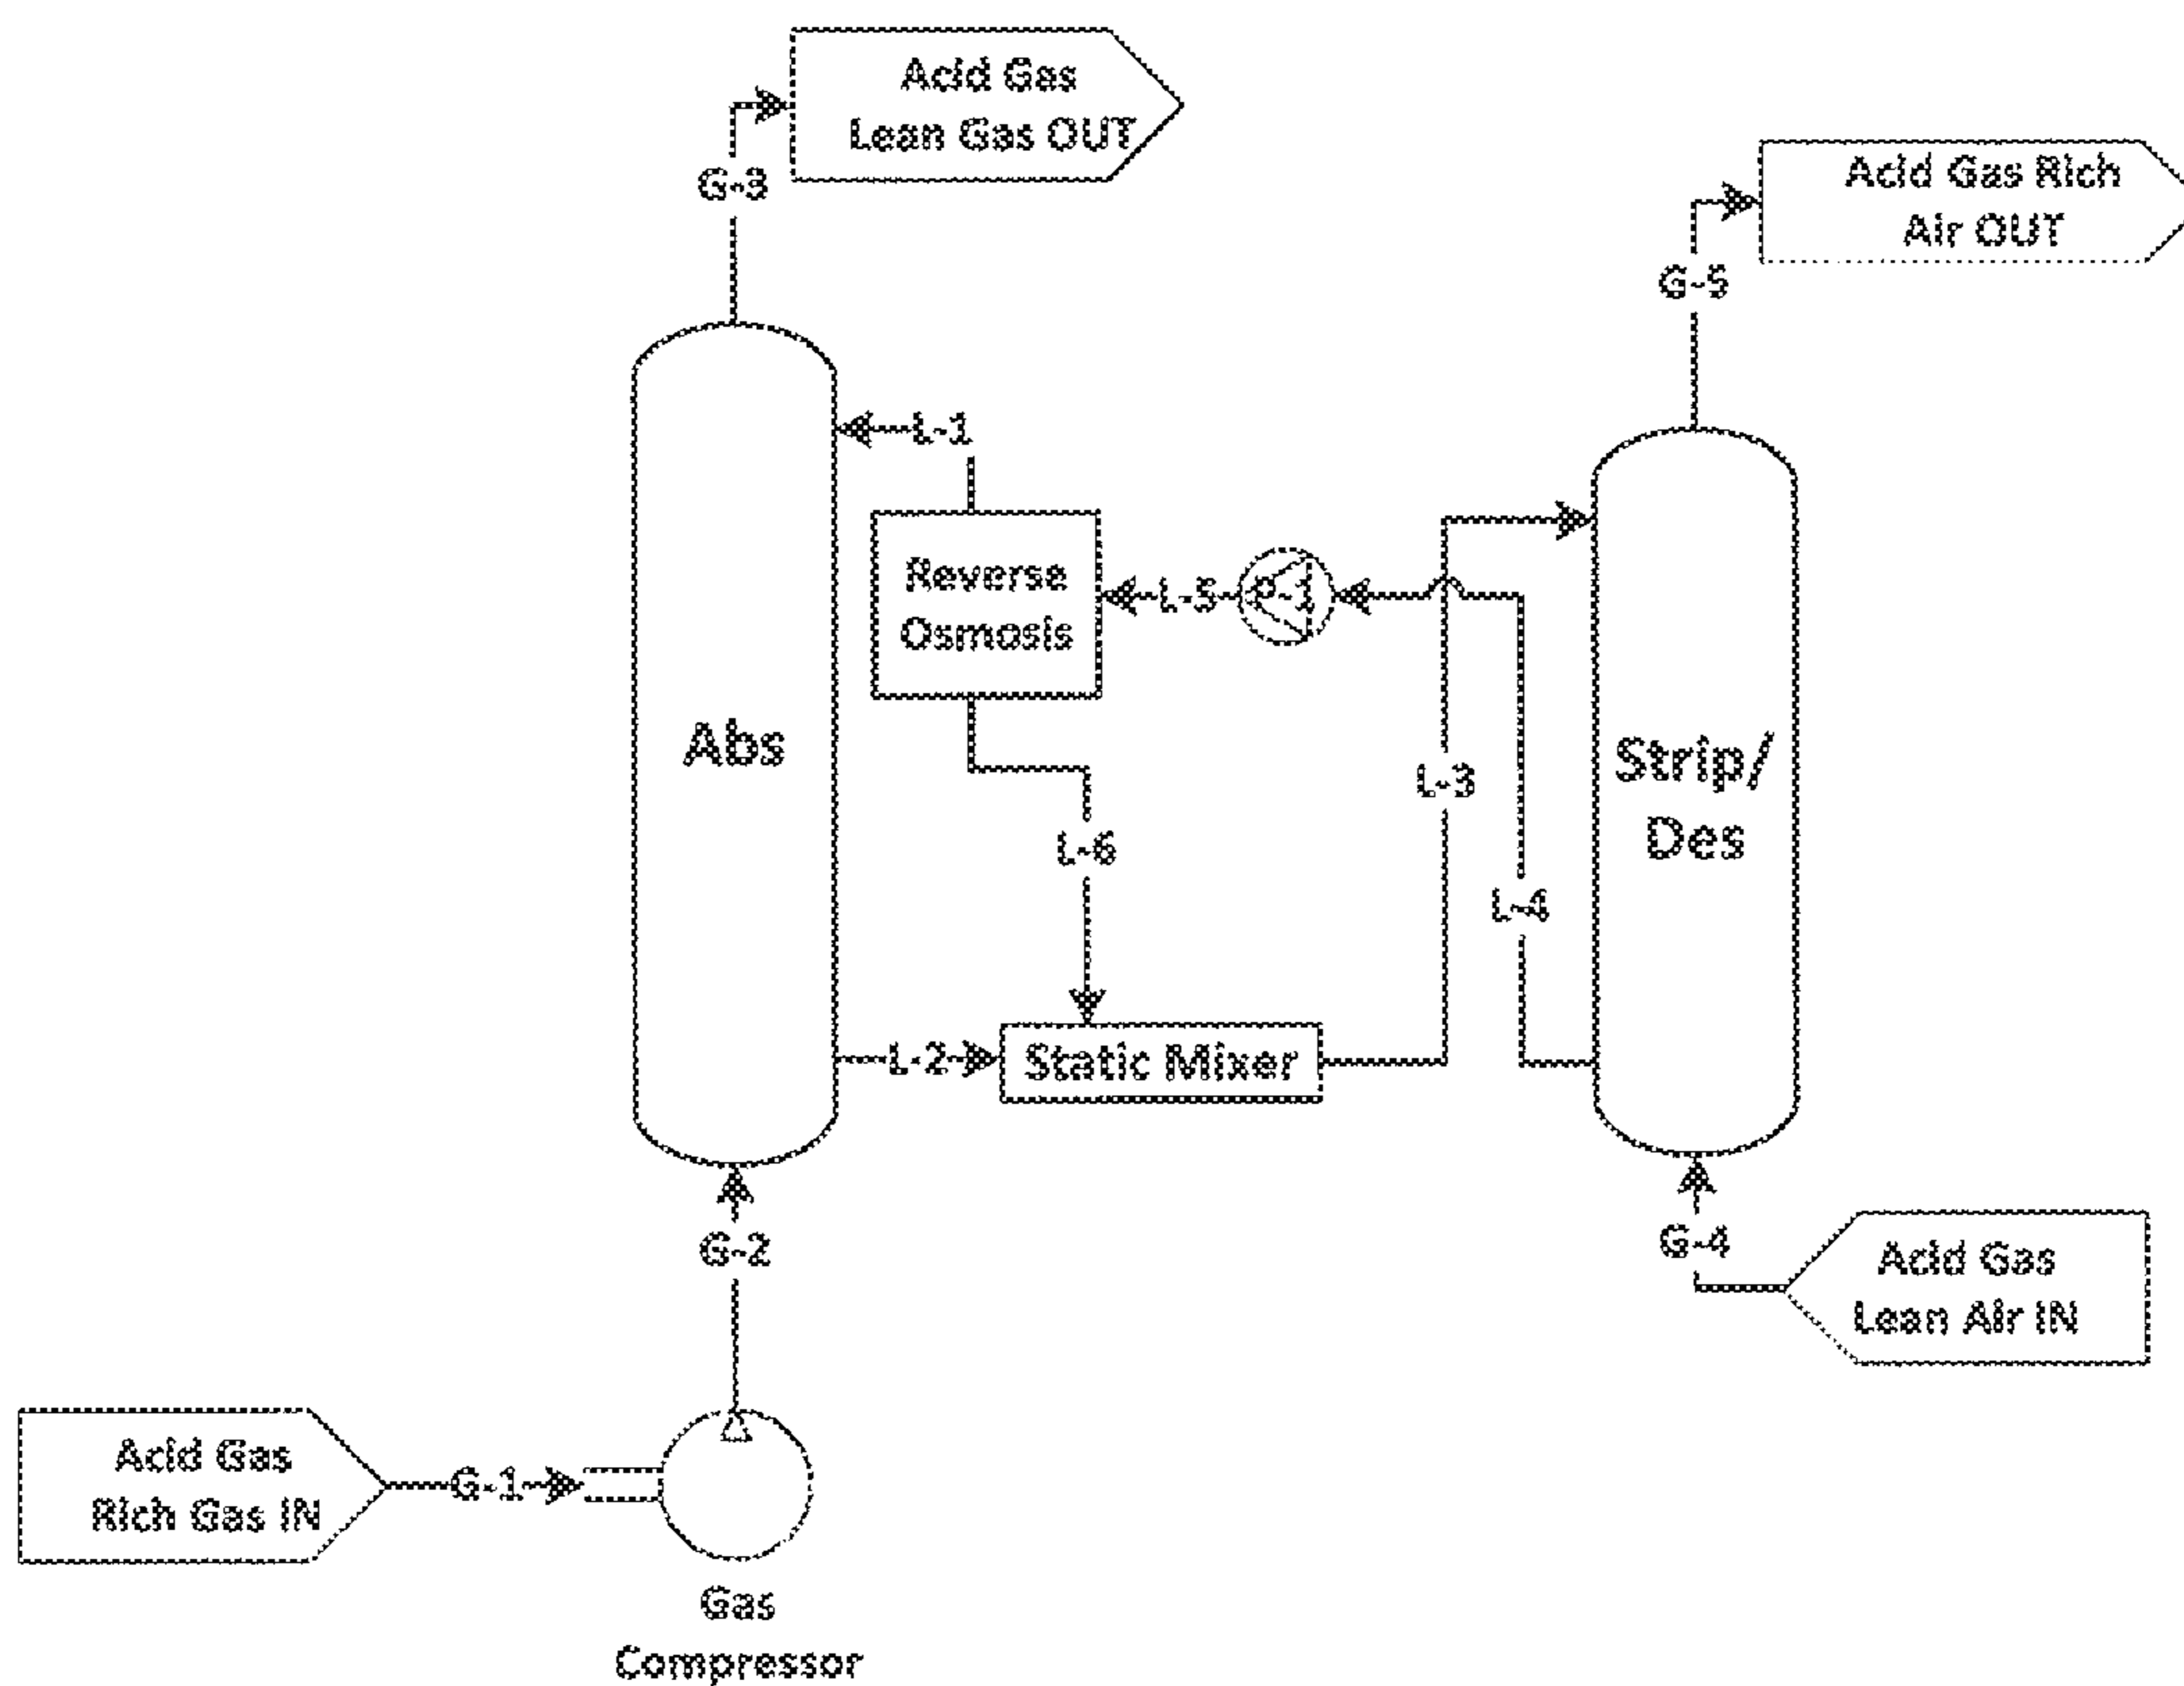 Acid Gas
Lean Gas OUT
G-3
Acid Gas Rich
Air OUT
G-5
L-1
Reverse
Osmosis
L-5
P-1
Abs
Strip/
Des
L-3
L-6
L-4
L-2
Static Mixer
G-2
G-4
Acid Gas
Lean Air IN
Acid Gas
Rich Gas IN
G-1
Gas
Compressor